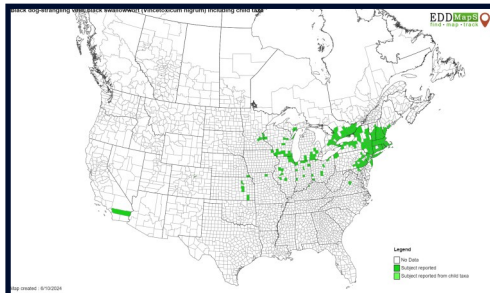 black dog-strangling vine,black swallowwort (Vincetoxicum nigrum) including child taxa
EDDMapS
find • map • track
Legend
No Data
Subject reported
Subject reported from child taxa
Map created : 6/10/2024